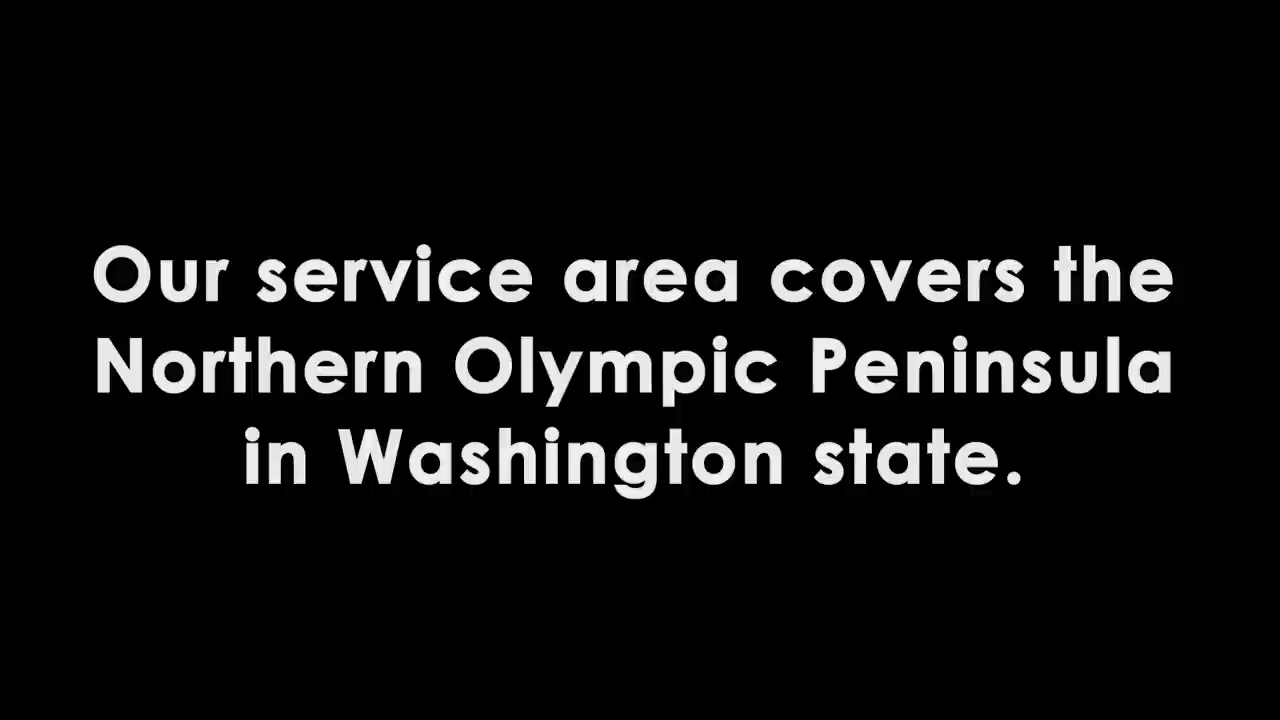 Our service area covers the
Northern Olympic Peninsula
in Washington state.